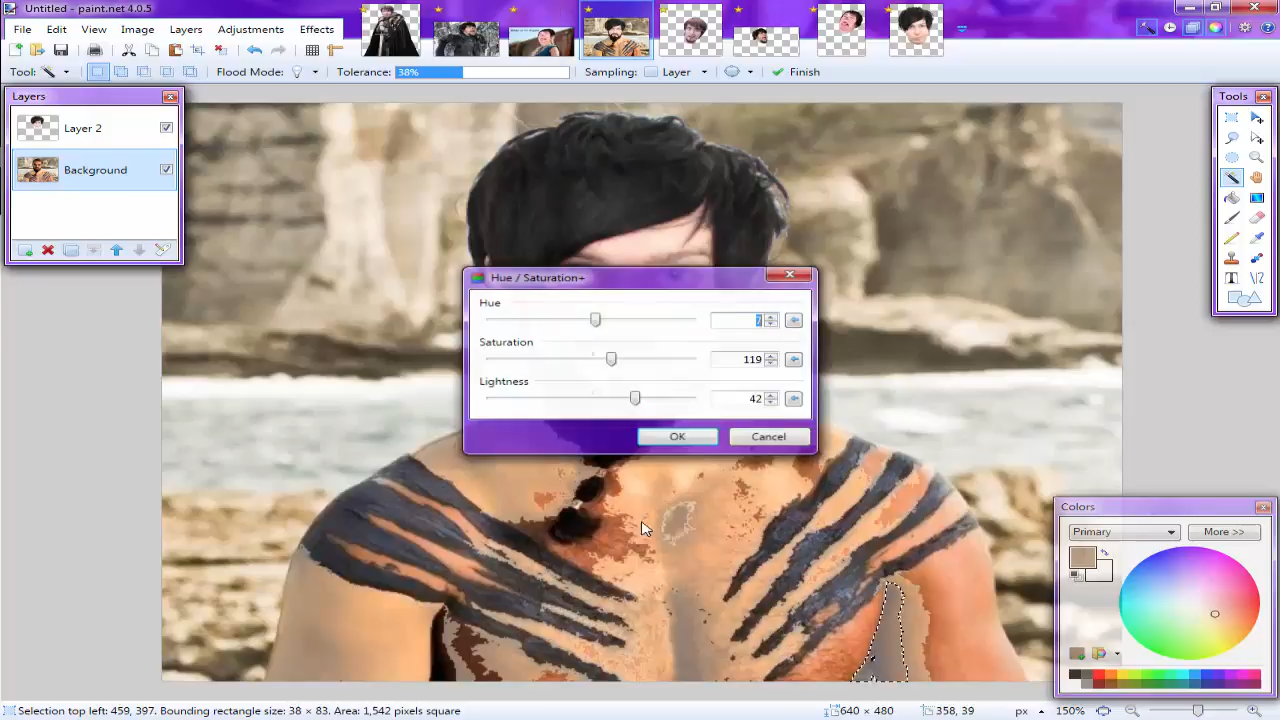 Untitled - paint.net 4.0.5
File Edit View Image Layers Adjustments Effects
Tool: Flood Mode: Tolerance: 38% Sampling: Layer Finish
Layers
Layer 2
Background
Tools
Hue / Saturation+
Hue
7
Saturation
119
Lightness
42
OK Cancel
Colors
Primary More >>
Selection top left: 459, 397. Bounding rectangle size: 38 × 83. Area 1,542 pixels square 640 × 480 358, 39 px 150%